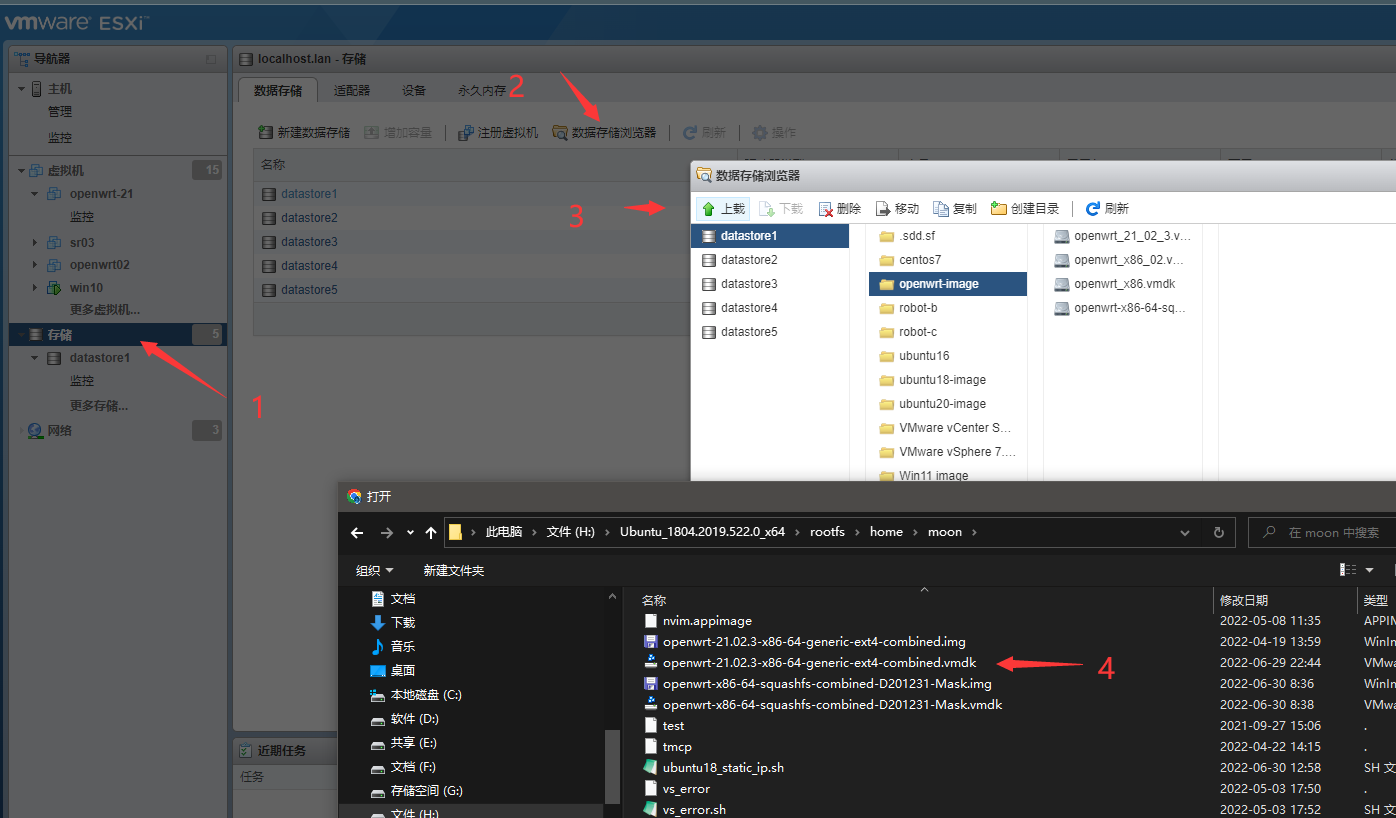 vmware ESXi
导航器
主机
管理
监控
虚拟机
15
openwrt-21
监控
sr03
openwrt02
win10
更多虚拟机...
存储
5
datastore1
监控
更多存储...
网络
3
1
localhost.lan - 存储
数据存储 适配器 设备 永久内存
2
新建数据存储 增加容量 注册虚拟机 数据存储浏览器 刷新 操作
名称
datastore1
datastore2
datastore3
datastore4
datastore5
3
数据存储浏览器
上载 下载 删除 移动 复制 创建目录 刷新
datastore1
datastore2
datastore3
datastore4
datastore5
.sdd.sf
centos7
openwrt-image
robot-b
robot-c
ubuntu16
ubuntu18-image
ubuntu20-image
VMware vCenter S...
VMware vSphere 7....
Win11 image
openwrt_21_02_3.v...
openwrt_x86_02.v...
openwrt_x86.vmdk
openwrt-x86-64-sq...
近期任务
任务
打开
此电脑 文件 (H:) Ubuntu_1804.2019.522.0_x64 rootfs home moon
在 moon 中搜索
组织 新建文件夹
文档
下载
音乐
桌面
本地磁盘 (C:)
软件 (D:)
共享 (E:)
文档 (F:)
存储空间 (G:)
文件 (H:)
名称 修改日期 类型
nvim.appimage 2022-05-08 11:35 APPIM
openwrt-21.02.3-x86-64-generic-ext4-combined.img 2022-04-19 13:59 WinIn
openwrt-21.02.3-x86-64-generic-ext4-combined.vmdk 2022-06-29 22:44 VMwa
4
openwrt-x86-64-squashfs-combined-D201231-Mask.img 2022-06-30 8:36 WinIn
openwrt-x86-64-squashfs-combined-D201231-Mask.vmdk 2022-06-30 8:38 VMwa
test 2021-09-27 15:06 .
tmcp 2022-04-22 14:15 .
ubuntu18_static_ip.sh 2022-06-30 12:58 SH 文
vs_error 2022-05-03 17:50 .
vs_error.sh 2022-05-03 17:52 SH 文